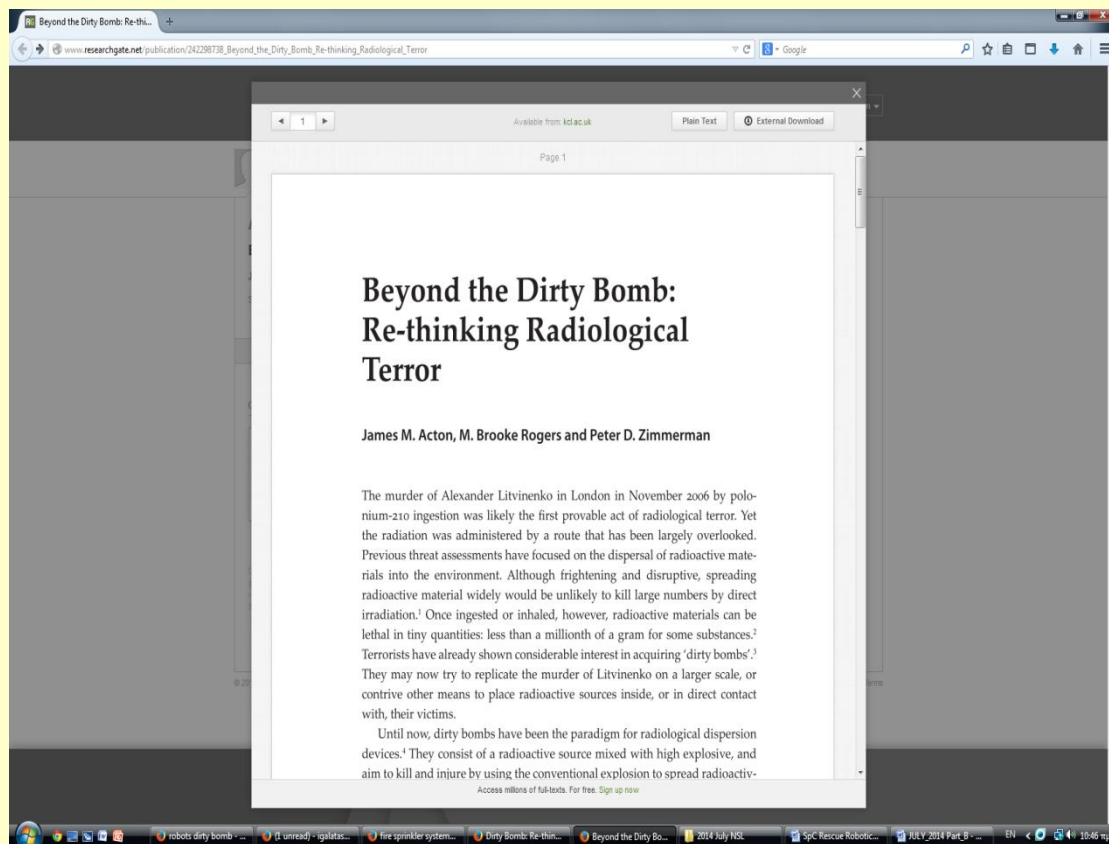 Beyond the Dirty Bomb: Re-thi...
www.researchgate.net/publication/242298738_Beyond_the_Dirty_Bomb_Re-thinking_Radiological_Terror
Google
1
Available from: kcl.ac.uk
Plain Text
External Download
X
Page 1
Beyond the Dirty Bomb:
Re-thinking Radiological
Terror
James M. Acton, M. Brooke Rogers and Peter D. Zimmerman
The murder of Alexander Litvinenko in London in November 2006 by polo-
nium-210 ingestion was likely the first provable act of radiological terror. Yet
the radiation was administered by a route that has been largely overlooked.
Previous threat assessments have focused on the dispersal of radioactive mate-
rials into the environment. Although frightening and disruptive, spreading
radioactive material widely would be unlikely to kill large numbers by direct
irradiation.¹ Once ingested or inhaled, however, radioactive materials can be
lethal in tiny quantities: less than a millionth of a gram for some substances.²
Terrorists have already shown considerable interest in acquiring ‘dirty bombs’.³
They may now try to replicate the murder of Litvinenko on a larger scale, or
contrive other means to place radioactive sources inside, or in direct contact
with, their victims.
Until now, dirty bombs have been the paradigm for radiological dispersion
devices.⁴ They consist of a radioactive source mixed with high explosive, and
aim to kill and injure by using the conventional explosion to spread radioactiv-
Access millions of full-texts. For free. Sign up now
robots dirty bomb - ...
(1 unread) - igalatas...
fire sprinkler system...
Dirty Bomb: Re-thin...
Beyond the Dirty Bo...
2014 July NSL
SpC Rescue Robotic...
JULY_2014 Part_B - ...
EN
10:46 πμ